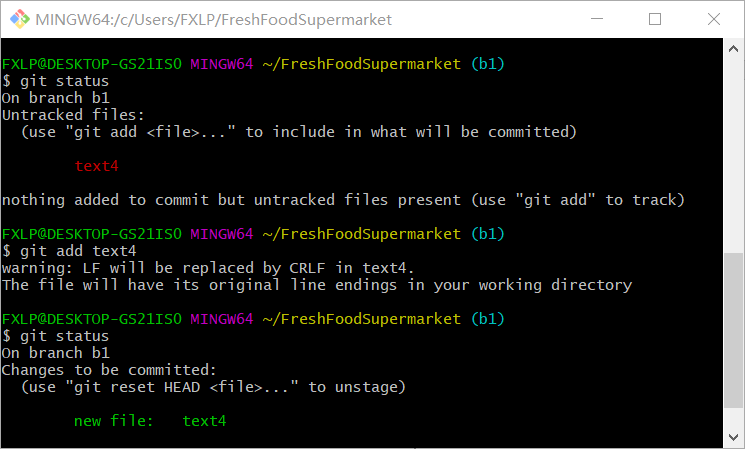 MINGW64:/c/Users/FXLP/FreshFoodSupermarket
FXLP@DESKTOP-GS21ISO MINGW64 ~/FreshFoodSupermarket (b1)
$ git status
On branch b1
Untracked files:
  (use "git add <file>..." to include in what will be committed)
        text4
nothing added to commit but untracked files present (use "git add" to track)
FXLP@DESKTOP-GS21ISO MINGW64 ~/FreshFoodSupermarket (b1)
$ git add text4
warning: LF will be replaced by CRLF in text4.
The file will have its original line endings in your working directory
FXLP@DESKTOP-GS21ISO MINGW64 ~/FreshFoodSupermarket (b1)
$ git status
On branch b1
Changes to be committed:
  (use "git reset HEAD <file>..." to unstage)
        new file:   text4